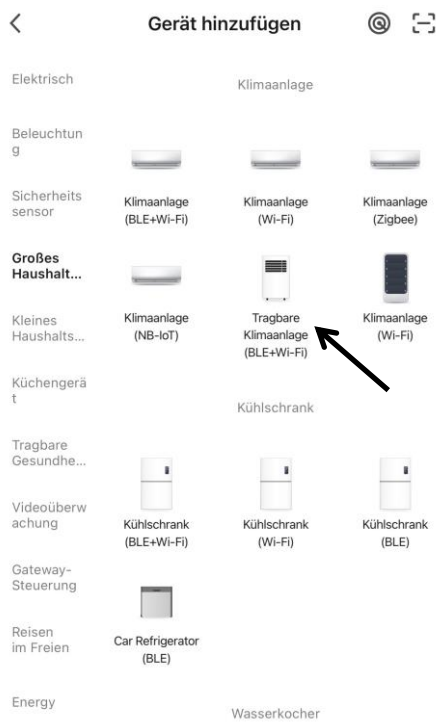 Gerät hinzufügen
Elektrisch
Beleuchtun
g
Sicherheits
sensor
Großes
Haushalt...
Kleines
Haushalts...
Küchengerä
t
Tragbare
Gesundhe...
Videoüberw
achung
Gateway-
Steuerung
Reisen
im Freien
Energy
Klimaanlage
Klimaanlage
(BLE+Wi-Fi)
Klimaanlage
(Wi-Fi)
Klimaanlage
(Zigbee)
Klimaanlage
(NB-IoT)
Tragbare
Klimaanlage
(BLE+Wi-Fi)
Klimaanlage
(Wi-Fi)
Kühlschrank
Kühlschrank
(BLE+Wi-Fi)
Kühlschrank
(Wi-Fi)
Kühlschrank
(BLE)
Car Refrigerator
(BLE)
Wasserkocher